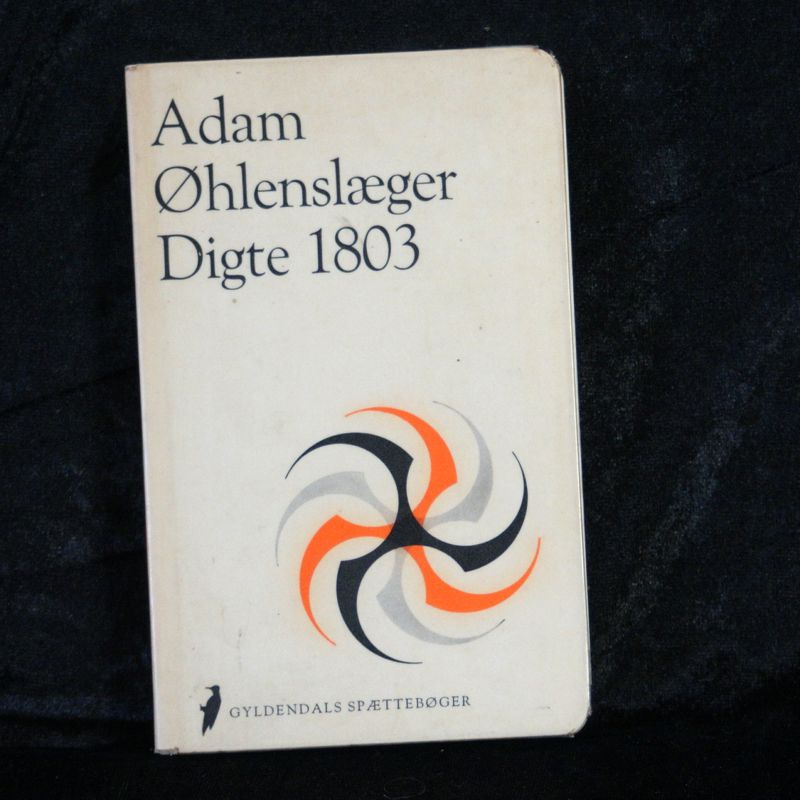 Adam
Øhlenslæger
Digte 1803
GYLDENDALS SPÆTTEBØGER